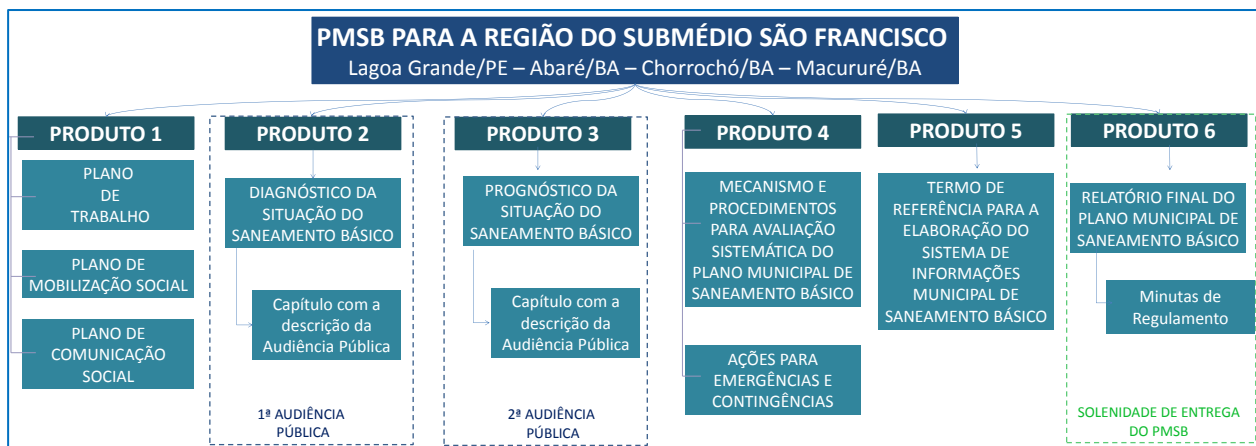 PMSB PARA A REGIÃO DO SUBMÉDIO SÃO FRANCISCO
Lagoa Grande/PE – Abaré/BA – Chorrochó/BA – Macururé/BA
PRODUTO 1
PLANO
DE
TRABALHO
PLANO DE
MOBILIZAÇÃO SOCIAL
PLANO DE
COMUNICAÇÃO
SOCIAL
PRODUTO 2
DIAGNÓSTICO DA
SITUAÇÃO DO
SANEAMENTO BÁSICO
Capítulo com a
descrição da
Audiência Pública
1ª AUDIÊNCIA
PÚBLICA
PRODUTO 3
PROGNÓSTICO DA
SITUAÇÃO DO
SANEAMENTO BÁSICO
Capítulo com a
descrição da
Audiência Pública
2ª AUDIÊNCIA
PÚBLICA
PRODUTO 4
MECANISMO E
PROCEDIMENTOS
PARA AVALIAÇÃO
SISTEMÁTICA DO
PLANO MUNICIPAL DE
SANEAMENTO BÁSICO
AÇÕES PARA
EMERGÊNCIAS E
CONTINGÊNCIAS
PRODUTO 5
TERMO DE
REFERÊNCIA PARA A
ELABORAÇÃO DO
SISTEMA DE
INFORMAÇÕES
MUNICIPAL DE
SANEAMENTO BÁSICO
PRODUTO 6
RELATÓRIO FINAL DO
PLANO MUNICIPAL DE
SANEAMENTO BÁSICO
Minutas de
Regulamento
SOLENIDADE DE ENTREGA
DO PMSB